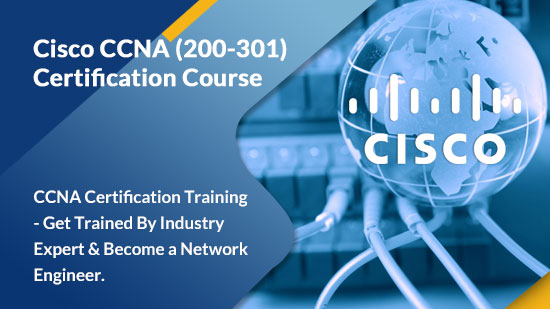 Cisco CCNA (200-301)
Certification Course
CISCO
CCNA Certification Training
- Get Trained By Industry
Expert & Become a Network
Engineer.